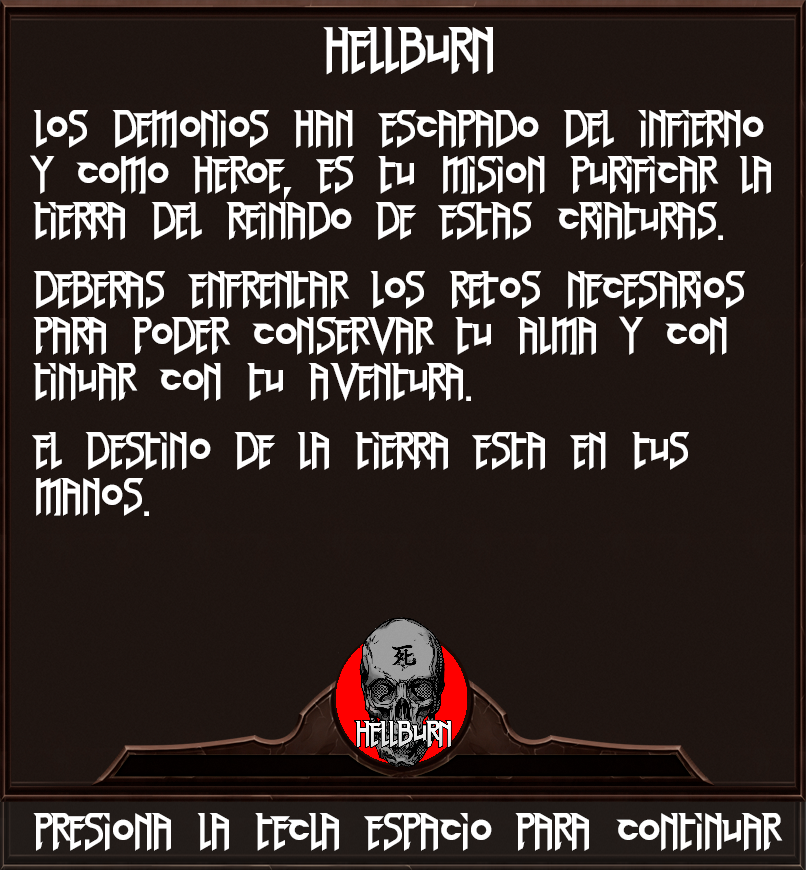 HELLBURN
LOS DEMONIOS HAN ESCAPADO DEL INFIERNO
Y COMO HEROE, ES TU MISION PURIFICAR LA
TIERRA DEL REINADO DE ESTAS CRIATURAS.
DEBERAS ENFRENTAR LOS RETOS NECESARIOS
PARA PODER CONSERVAR TU ALMA Y CON
TINUAR CON TU AVENTURA.
EL DESTINO DE LA TIERRA ESTA EN TUS
MANOS.
死
HELLBURN
PRESIONA LA TECLA ESPACIO PARA CONTINUAR